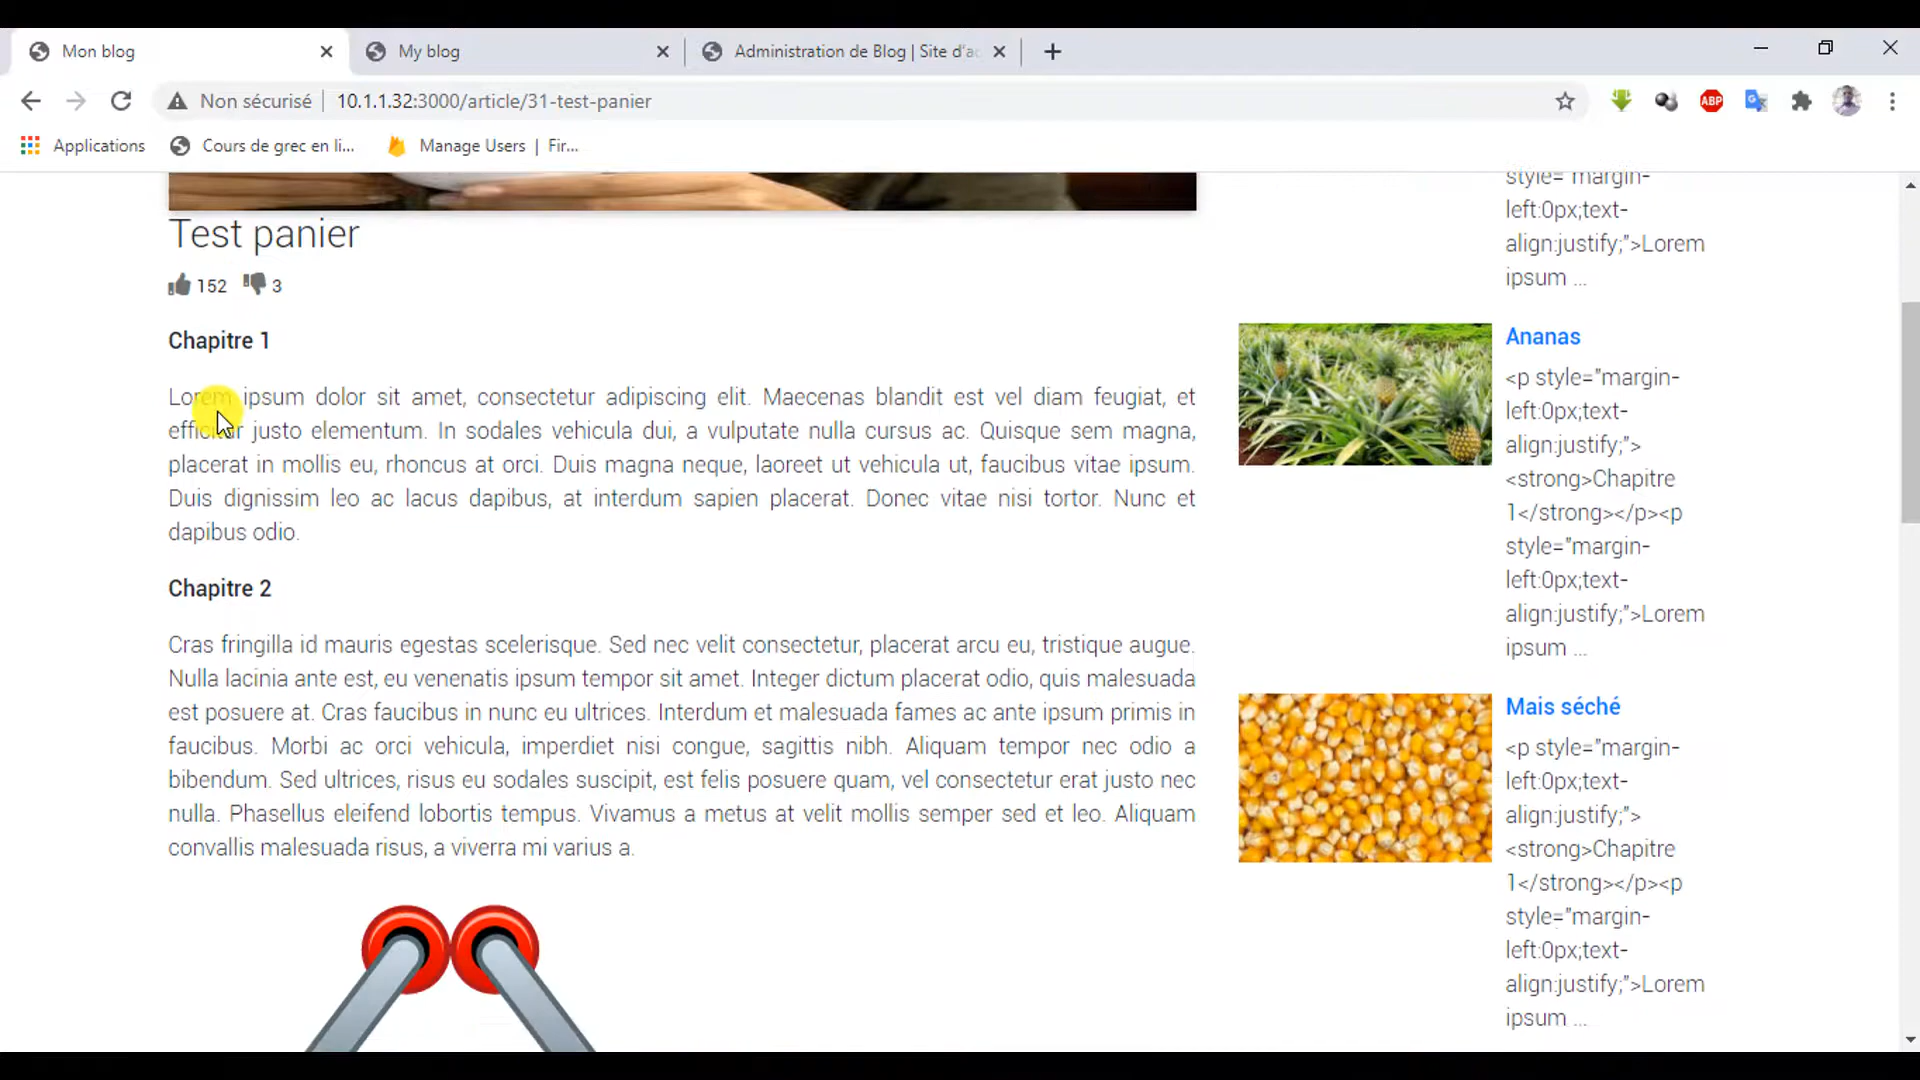 Mon blog
My blog
Administration de Blog | Site d'a
Non sécurisé
10.1.1.32:3000/article/31-test-panier
ABP
Applications
Cours de grec en li...
Manage Users | Fir...
Test panier
152 3
Chapitre 1
Lorem ipsum dolor sit amet, consectetur adipiscing elit. Maecenas blandit est vel diam feugiat, et
efficitur justo elementum. In sodales vehicula dui, a vulputate nulla cursus ac. Quisque sem magna,
placerat in mollis eu, rhoncus at orci. Duis magna neque, laoreet ut vehicula ut, faucibus vitae ipsum.
Duis dignissim leo ac lacus dapibus, at interdum sapien placerat. Donec vitae nisi tortor. Nunc et
dapibus odio.
Chapitre 2
Cras fringilla id mauris egestas scelerisque. Sed nec velit consectetur, placerat arcu eu, tristique augue.
Nulla lacinia ante est, eu venenatis ipsum tempor sit amet. Integer dictum placerat odio, quis malesuada
est posuere at. Cras faucibus in nunc eu ultrices. Interdum et malesuada fames ac ante ipsum primis in
faucibus. Morbi ac orci vehicula, imperdiet nisi congue, sagittis nibh. Aliquam tempor nec odio a
bibendum. Sed ultrices, risus eu sodales suscipit, est felis posuere quam, vel consectetur erat justo nec
nulla. Phasellus eleifend lobortis tempus. Vivamus a metus at velit mollis semper sed et leo. Aliquam
convallis malesuada risus, a viverra mi varius a.
style="margin-
left:0px;text-
align:justify;">Lorem
ipsum ...
Ananas
<p style="margin-
left:0px;text-
align:justify;">
<strong>Chapitre
1</strong></p><p
style="margin-
left:0px;text-
align:justify;">Lorem
ipsum ...
Mais séché
<p style="margin-
left:0px;text-
align:justify;">
<strong>Chapitre
1</strong></p><p
style="margin-
left:0px;text-
align:justify;">Lorem
ipsum ...